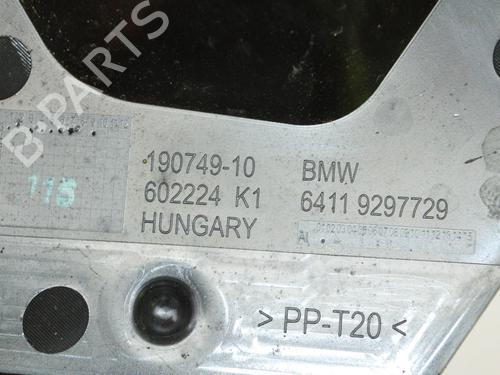 B-PARTS
190749-10 BMW
602224 K1 6411 9297729
HUNGARY
116
> PP-T20 <